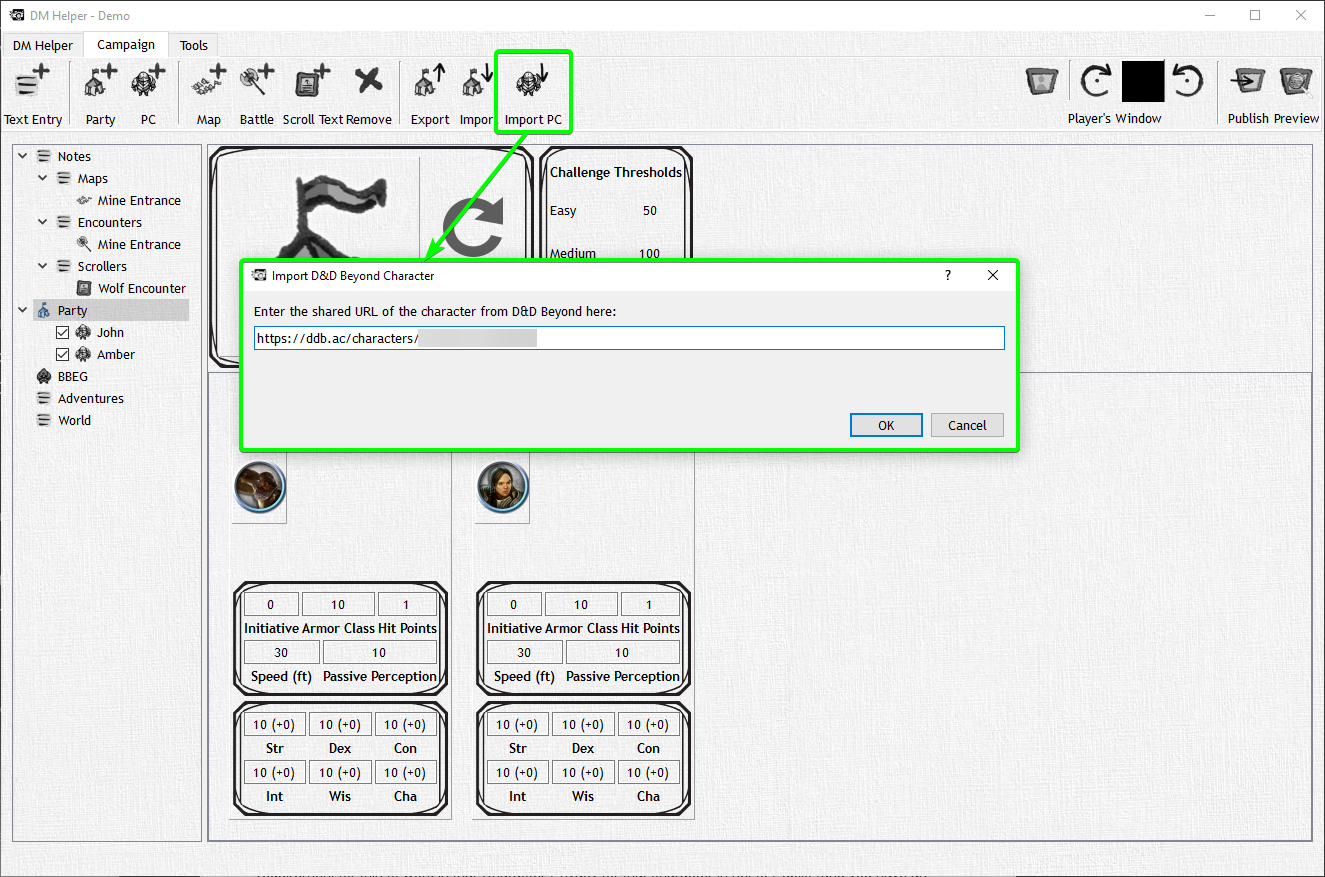 DM Helper - Demo
DM Helper Campaign Tools
Text Entry Party PC Map Battle Scroll Text Remove Export Impor Import PC Player's Window Publish Preview
Notes
Maps
Mine Entrance
Encounters
Mine Entrance
Scrollers
Wolf Encounter
Party
John
Amber
BBEG
Adventures
World
Challenge Thresholds
Easy 50
Medium 100
Import D&D Beyond Character ?
Enter the shared URL of the character from D&D Beyond here:
https://ddb.ac/characters/
OK Cancel
0 10 1
Initiative Armor Class Hit Points
30 10
Speed (ft) Passive Perception
10 (+0) 10 (+0) 10 (+0)
Str Dex Con
10 (+0) 10 (+0) 10 (+0)
Int Wis Cha
0 10 1
Initiative Armor Class Hit Points
30 10
Speed (ft) Passive Perception
10 (+0) 10 (+0) 10 (+0)
Str Dex Con
10 (+0) 10 (+0) 10 (+0)
Int Wis Cha